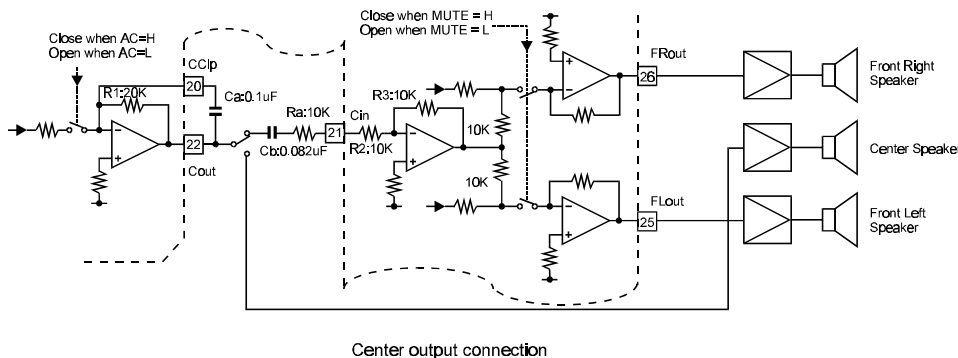 Close when AC=H
Open when AC=L
Close when MUTE = H
Open when MUTE = L
CClp
20
R1:20K
Ca:0.1uF
22
Cout
Ra:10K
Cb:0.082uF
21
Cin
R2:10K
R3:10K
10K
10K
FRout
26
FLout
25
Front Right
Speaker
Center Speaker
Front Left
Speaker
Center output connection